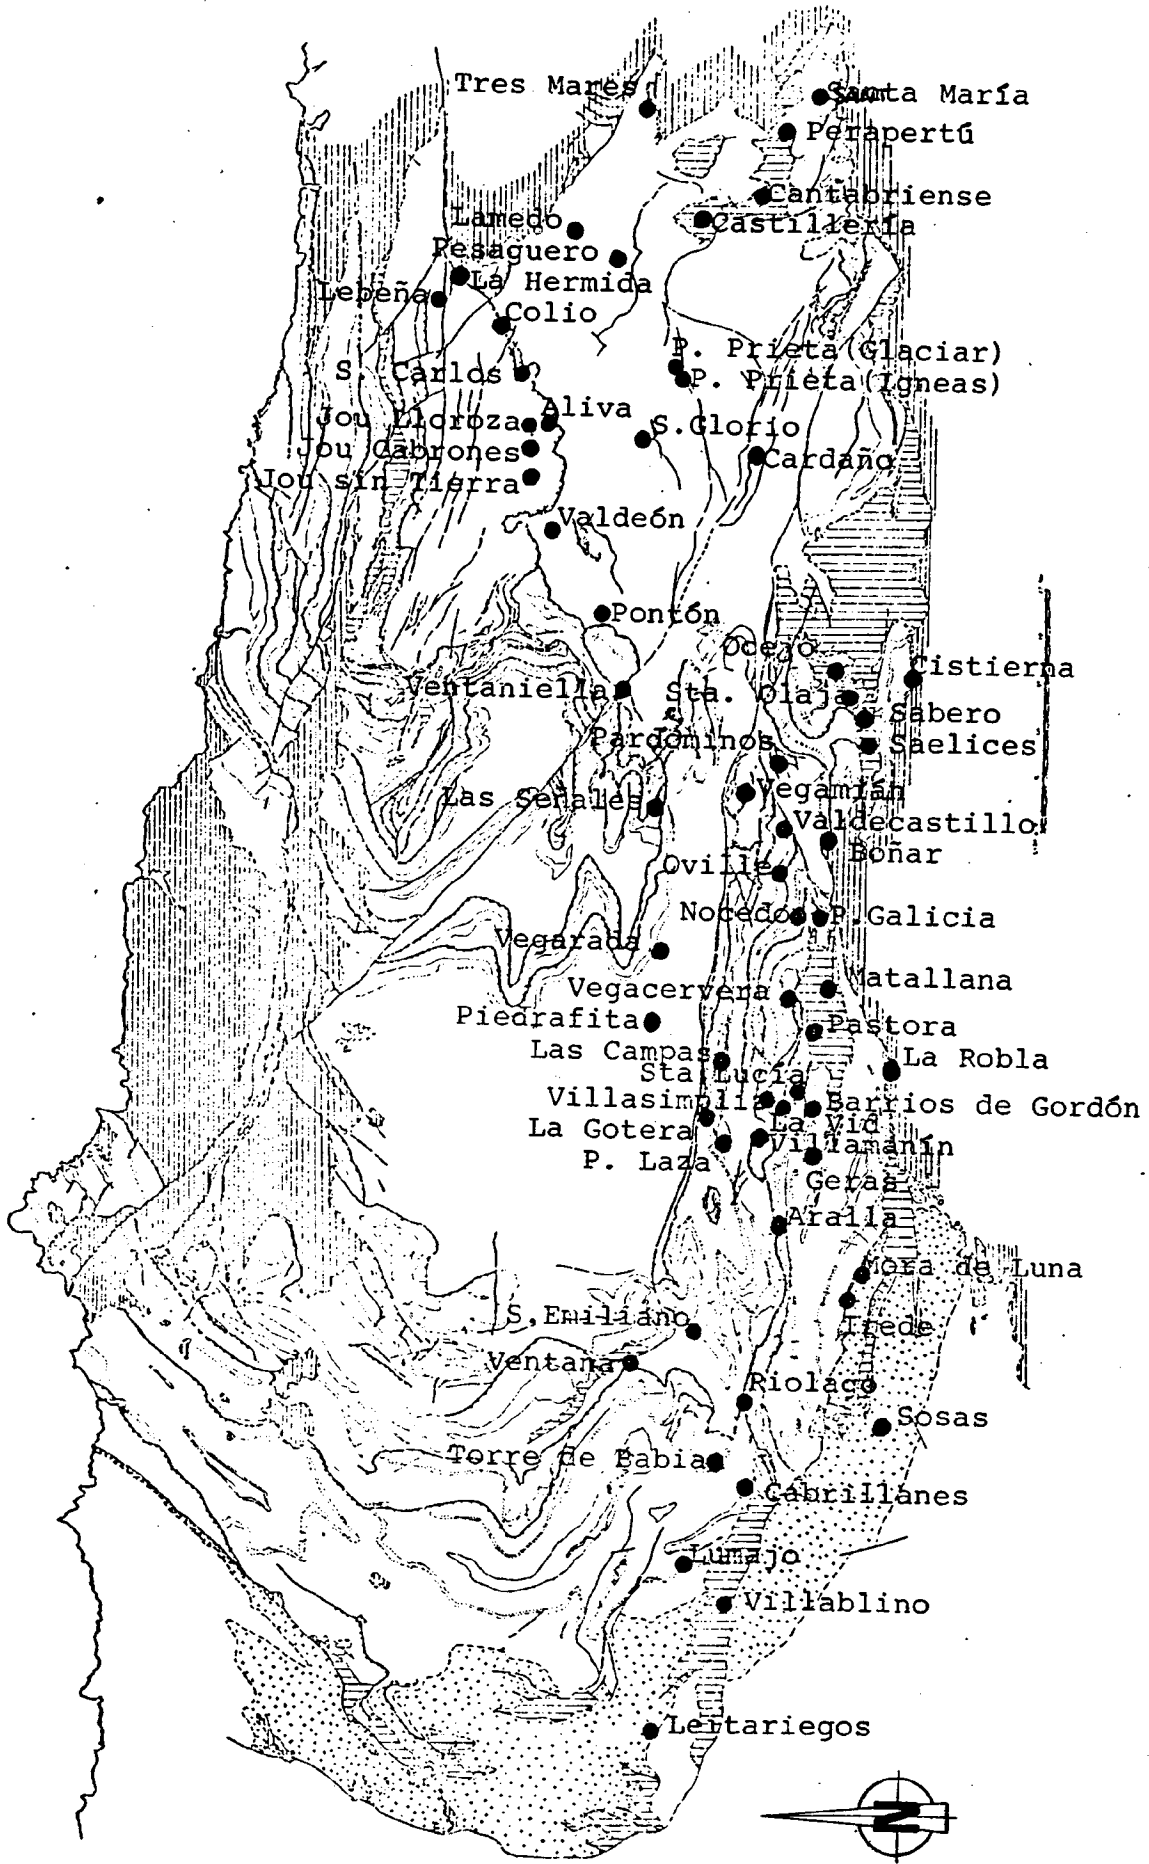 Tres Mares
Santa María
Perapertú
Cantabriense
Castillería
Lamedo
Pesaguero
La Hermida
Lebeña
Colio
P. Prieta(Glaciar)
S. Carlos
P. Prieta(Igneas)
Aliva
Jou Lloroza
S.Glorio
Jou Cabrones
Cardaño
Jou sin Tierra
Valdeón
Pontón
Ocejo
Cistierna
Ventaniella
Sta. Olaja
Sabero
Pardominos
Saelices
Vegamián
Las Señales
Valdecastillo
Boñar
Oville
Nocedo
P.Galicia
Vegarada
Matallana
Vegacervera
Piedrafita
Pastora
Las Campas
La Robla
Sta Lucía
Villasimpliz
Barrios de Gordón
La Gotera
La Vid
Villamanín
P. Laza
Geras
Aralla
Mora de Luna
S.Emiliano
Irede
Ventana
Riolago
Sosas
Torre de Babia
Cabrillanes
Lumajo
Villablino
Leitariegos
N